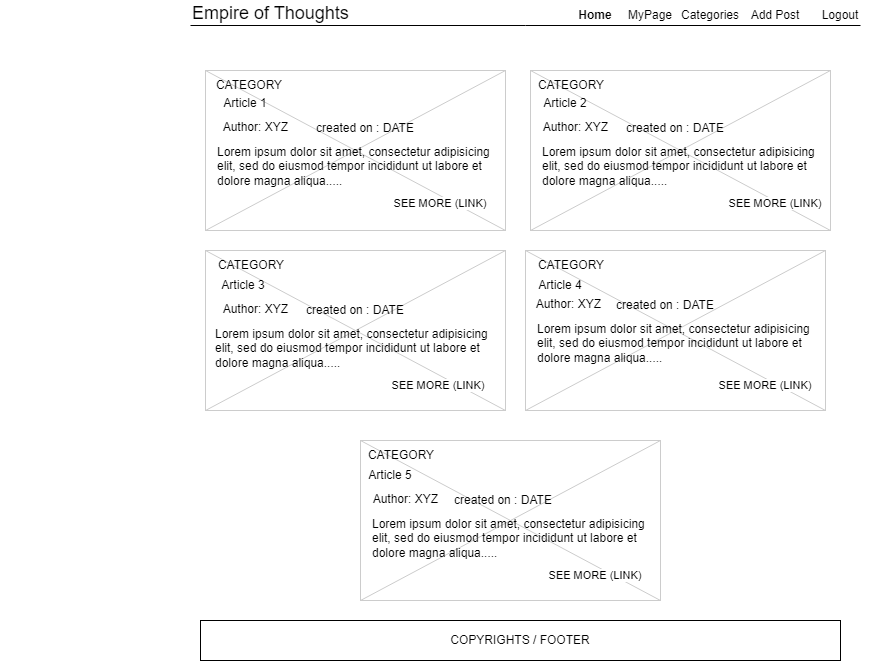 Empire of Thoughts
Home MyPage Categories Add Post Logout
CATEGORY
Article 1
Author: XYZ created on : DATE
Lorem ipsum dolor sit amet, consectetur adipisicing
elit, sed do eiusmod tempor incididunt ut labore et
dolore magna aliqua.....
SEE MORE (LINK)
CATEGORY
Article 2
Author: XYZ created on : DATE
Lorem ipsum dolor sit amet, consectetur adipisicing
elit, sed do eiusmod tempor incididunt ut labore et
dolore magna aliqua.....
SEE MORE (LINK)
CATEGORY
Article 3
Author: XYZ created on : DATE
Lorem ipsum dolor sit amet, consectetur adipisicing
elit, sed do eiusmod tempor incididunt ut labore et
dolore magna aliqua.....
SEE MORE (LINK)
CATEGORY
Article 4
Author: XYZ created on : DATE
Lorem ipsum dolor sit amet, consectetur adipisicing
elit, sed do eiusmod tempor incididunt ut labore et
dolore magna aliqua.....
SEE MORE (LINK)
CATEGORY
Article 5
Author: XYZ created on : DATE
Lorem ipsum dolor sit amet, consectetur adipisicing
elit, sed do eiusmod tempor incididunt ut labore et
dolore magna aliqua.....
SEE MORE (LINK)
COPYRIGHTS / FOOTER